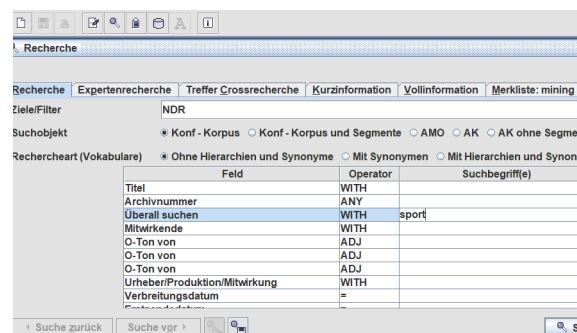 Recherche
Recherche Expertenrecherche Treffer Crossrecherche Kurzinformation Vollinformation Merkliste: mining
Ziele/Filter NDR
Suchobjekt Konf - Korpus Konf - Korpus und Segmente AMO AK AK ohne Segme
Rechercheart (Vokabulare) Ohne Hierarchien und Synonyme Mit Synonymen Mit Hierarchien und Synon
Feld Operator Suchbegriff(e)
Titel WITH
Archivnummer ANY
Überall suchen WITH sport
Mitwirkende WITH
O-Ton von ADJ
O-Ton von ADJ
O-Ton von ADJ
Urheber/Produktion/Mitwirkung WITH
Verbreitungsdatum =
Suche zurück Suche vor S